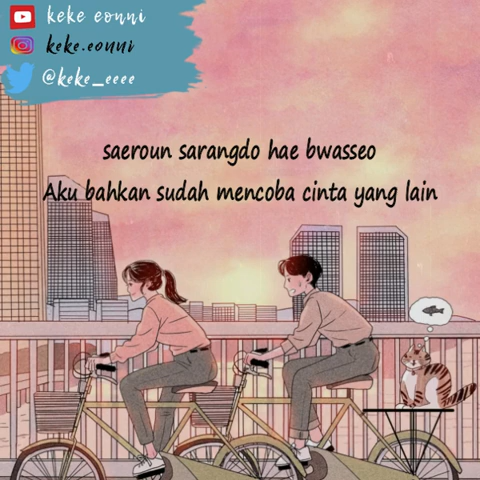 keke eonni
keke.eonni
@keke_eeee
saeroun sarangdo hae bwasseo
Aku bahkan sudah mencoba cinta yang lain